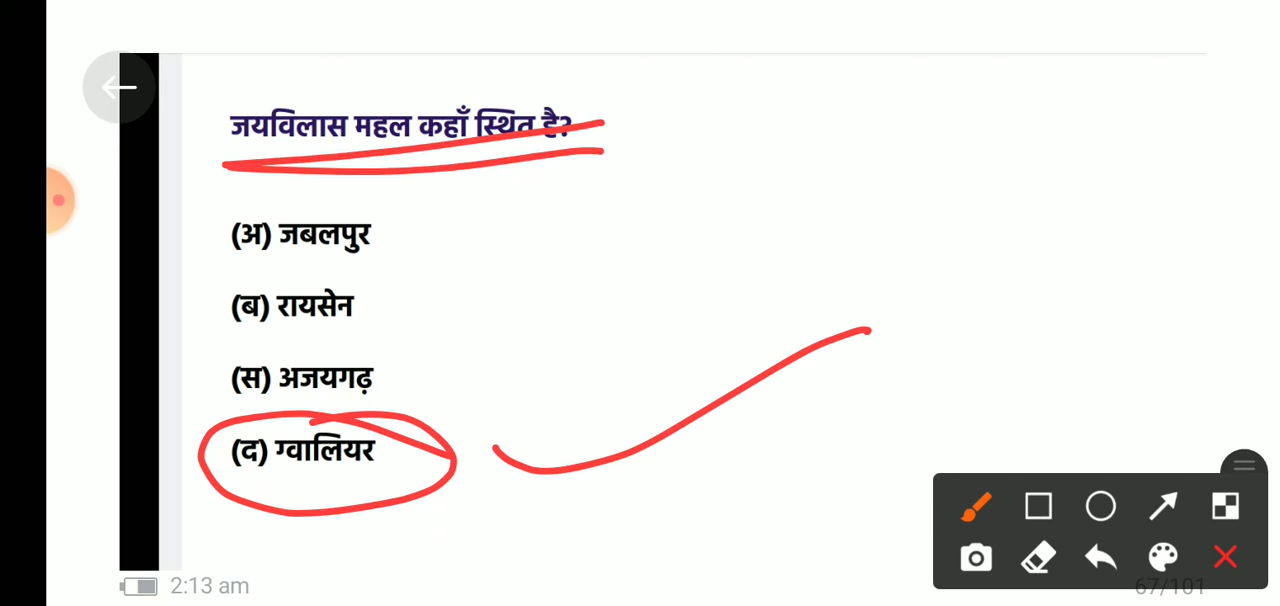 जयविलास महल कहाँ स्थित है?
(अ) जबलपुर
(ब) रायसेन
(स) अजयगढ़
(द) ग्वालियर
2:13 am
67/101